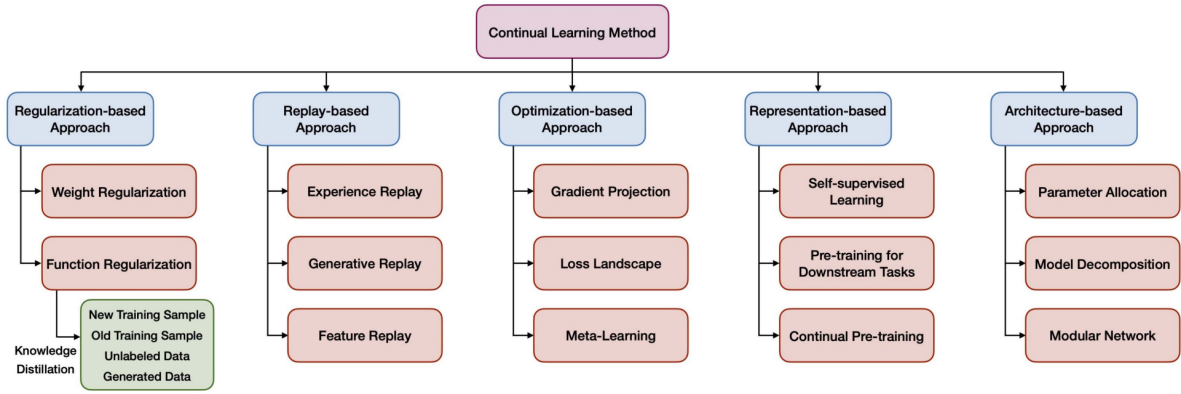 Continual Learning Method
Regularization-based
Approach
Replay-based
Approach
Optimization-based
Approach
Representation-based
Approach
Architecture-based
Approach
Weight Regularization
Experience Replay
Gradient Projection
Self-supervised
Learning
Parameter Allocation
Function Regularization
Generative Replay
Loss Landscape
Pre-training for
Downstream Tasks
Model Decomposition
New Training Sample
Old Training Sample
Unlabeled Data
Generated Data
Knowledge
Distillation
Feature Replay
Meta-Learning
Continual Pre-training
Modular Network